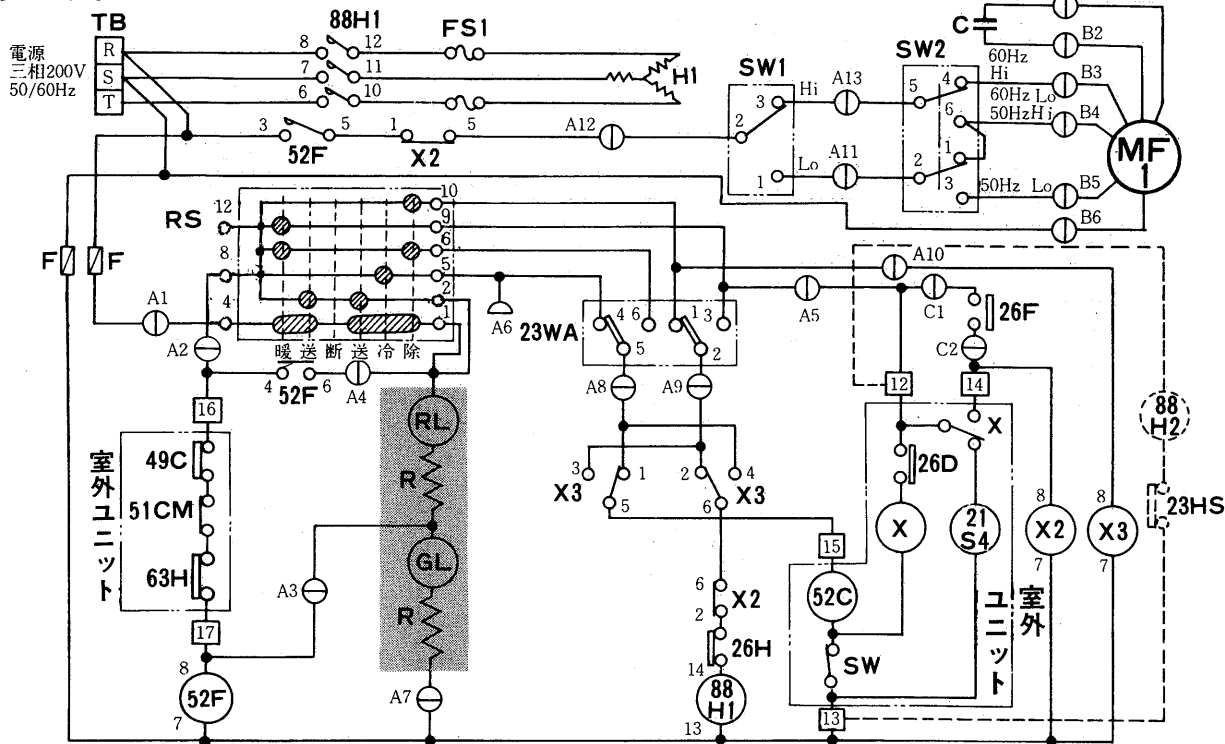 TB
電源
三相200V
50/60Hz
R
S
T
88H1
8 12
7 11
6 10
FS1
H1
3 5
52F
1 5
X2
A12
SW1
3 Hi
2
1 Lo
A13
A11
SW2
5 4
6
2 1
3
C
60Hz
Hi
60Hz Lo
50Hz Hi
50Hz Lo
B2
B3
B4
B5
B6
MF
1
RS
12
8
4
10
9
6
5
2
1
暖 送 断 送 冷 除
F F
A1
A2
4 6
52F
A4
A6
23WA
4 6 1 3
5 2
A8
A9
A10
A5
C1
26F
C2
12
14
16
室外ユニット
49C
51CM
63H
17
8
52F
7
A3
RL
R
GL
R
A7
3 1 2 4
X3 X3
5 6
6
X2
2
26H
14
88
H1
13
15
52C
SW
13
X
26D
X
21
S4
室外
ユニット
8
X2
7
8
X3
7
88
H2
23HS